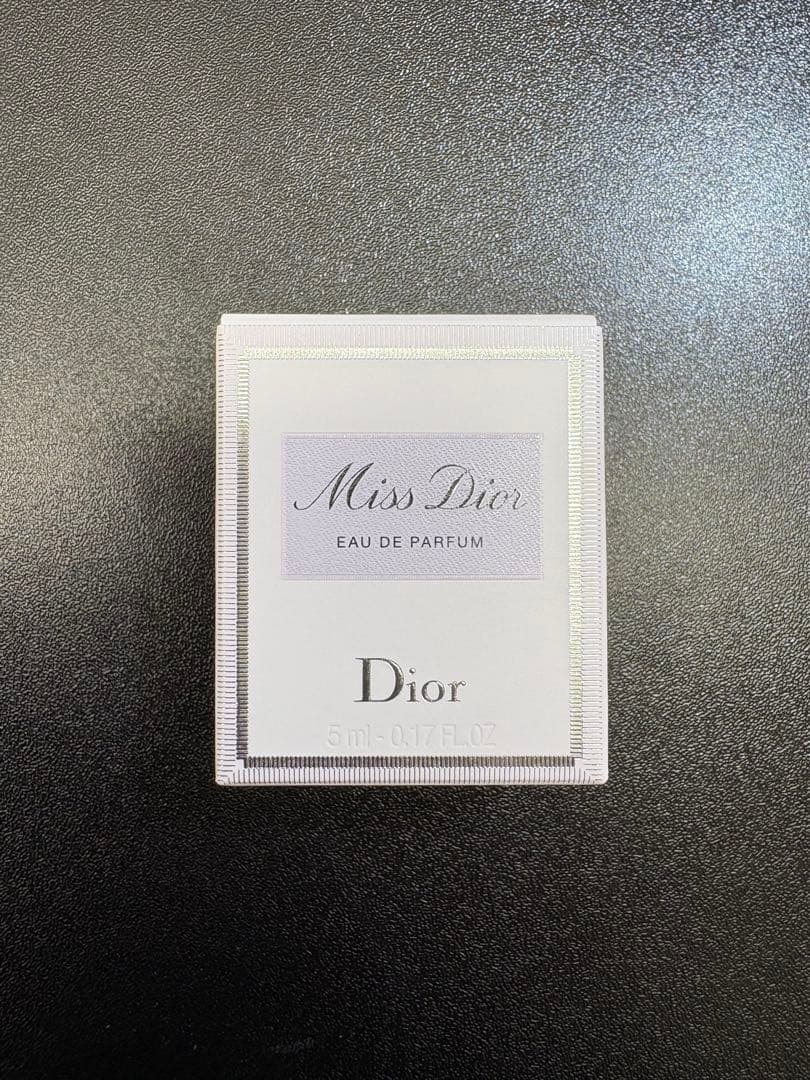 Miss Dior
EAU DE PARFUM
Dior
5 ml - 0.17 FL.OZ